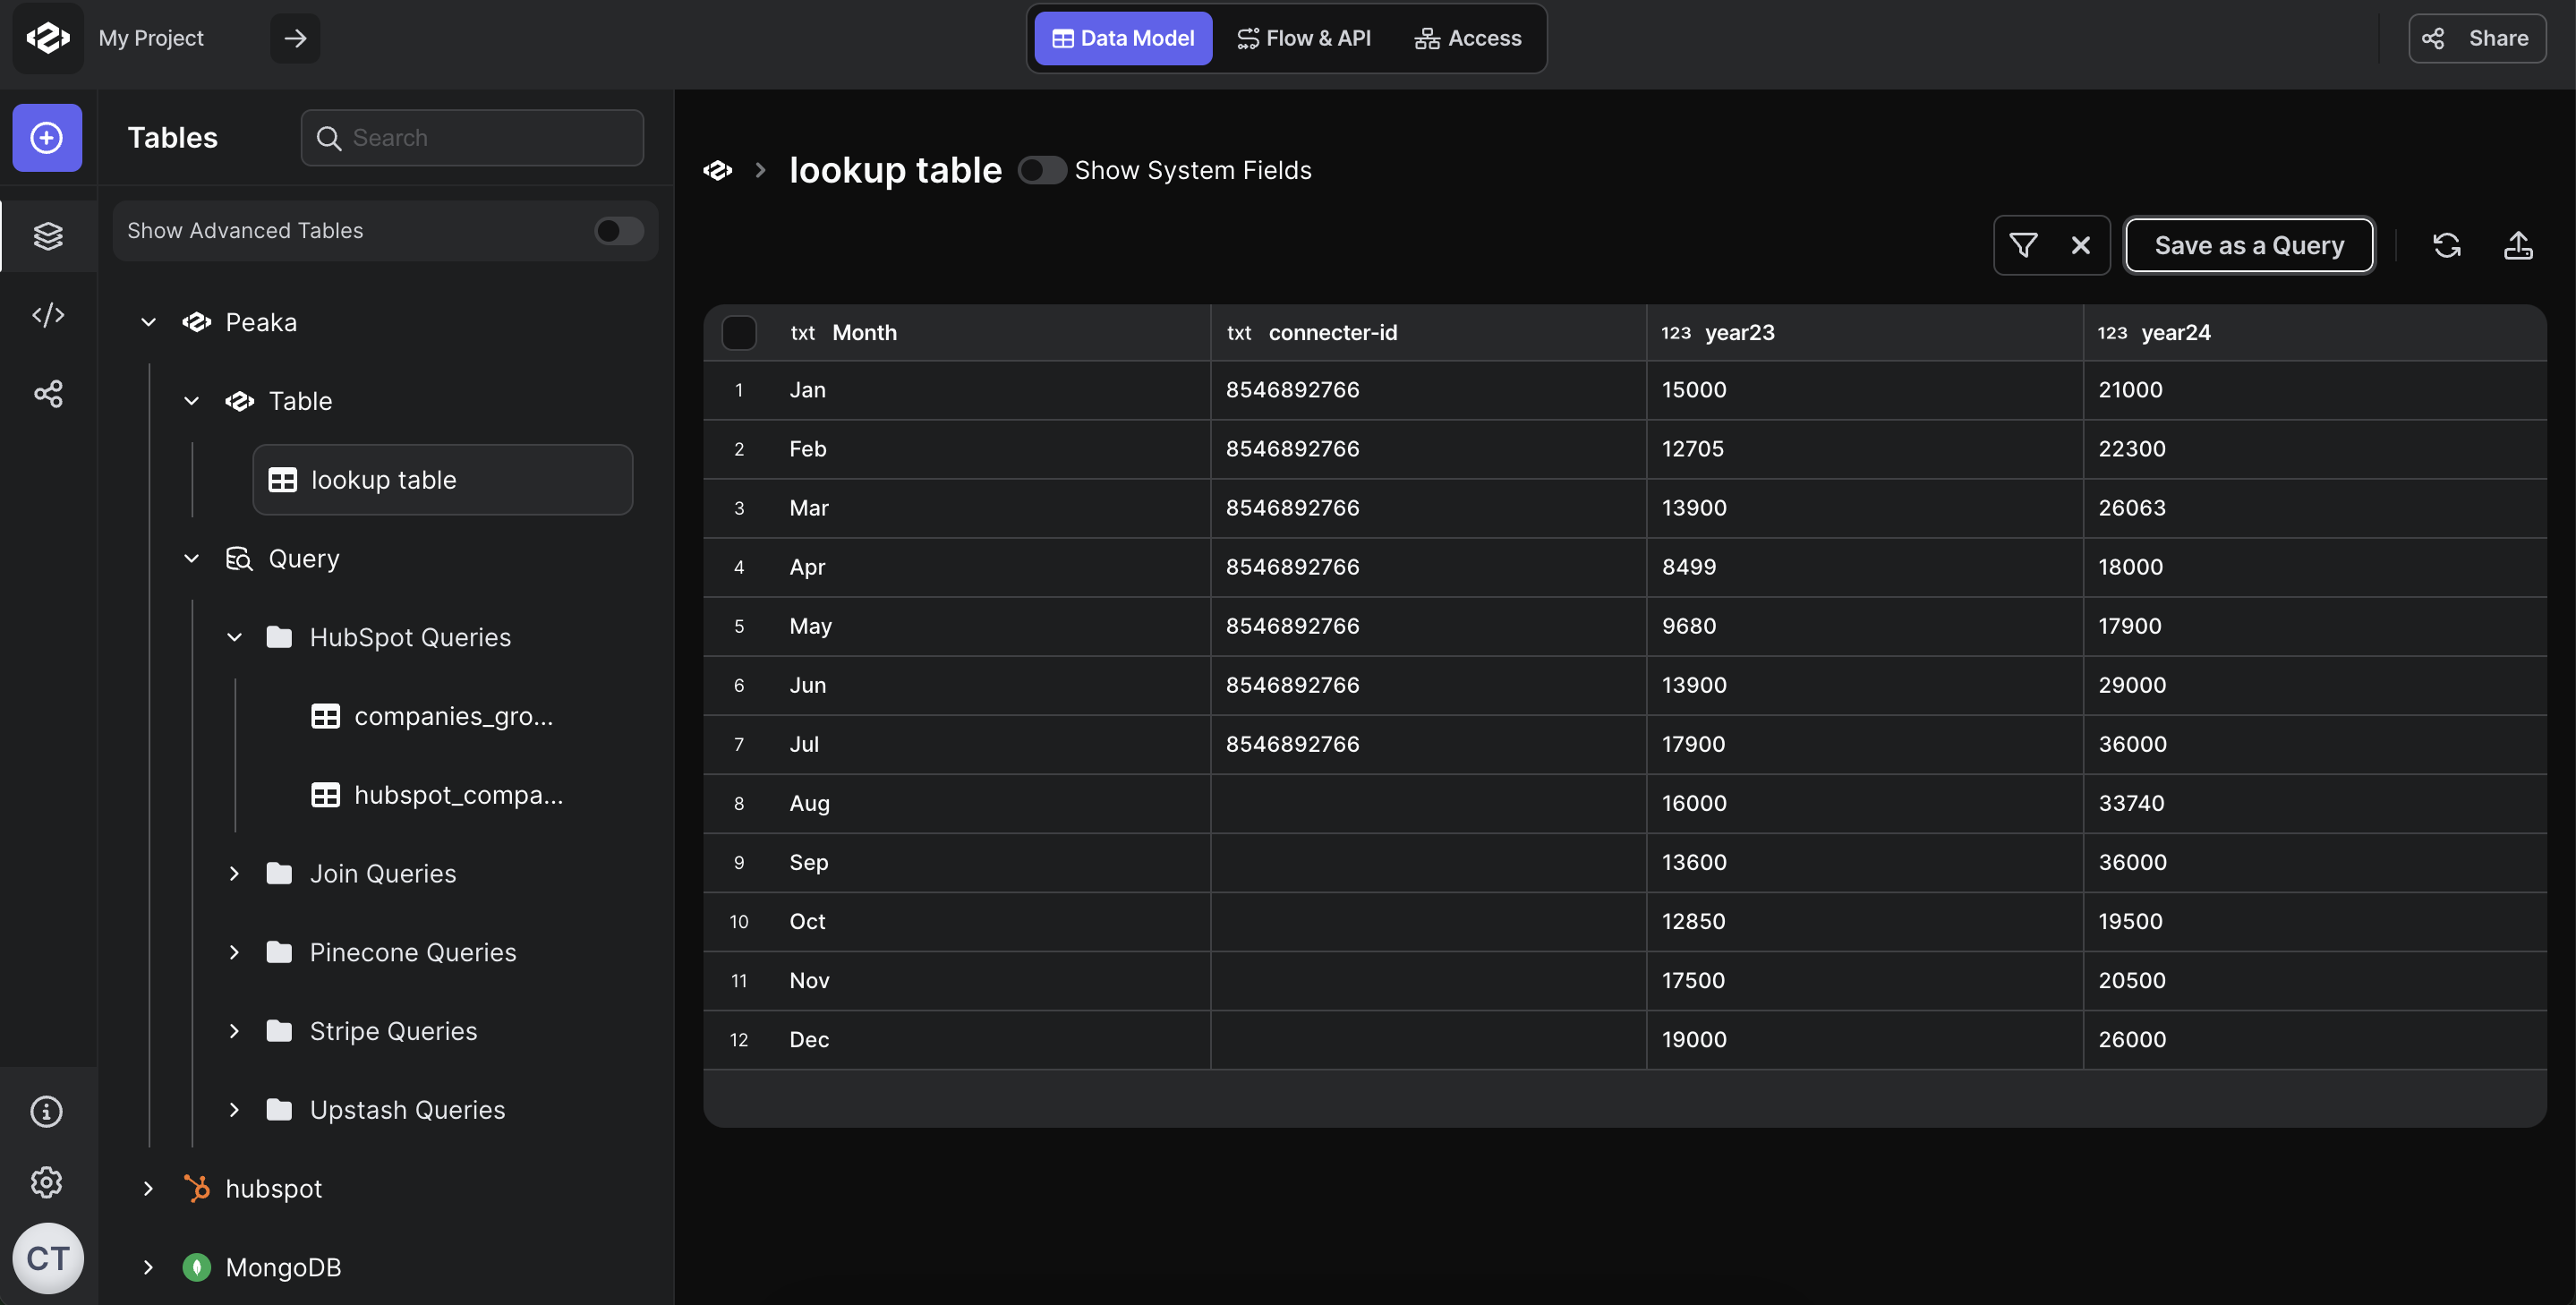 My Project
Data Model
Flow & API
Access
Share
Tables
Search
Show Advanced Tables
Peaka
Table
lookup table
Query
HubSpot Queries
companies_gro...
hubspot_compa...
Join Queries
Pinecone Queries
Stripe Queries
Upstash Queries
hubspot
MongoDB
CT
lookup table Show System Fields
Save as a Query
txt Month txt connecter-id 123 year23 123 year24
1 Jan 8546892766 15000 21000
2 Feb 8546892766 12705 22300
3 Mar 8546892766 13900 26063
4 Apr 8546892766 8499 18000
5 May 8546892766 9680 17900
6 Jun 8546892766 13900 29000
7 Jul 8546892766 17900 36000
8 Aug 16000 33740
9 Sep 13600 36000
10 Oct 12850 19500
11 Nov 17500 20500
12 Dec 19000 26000